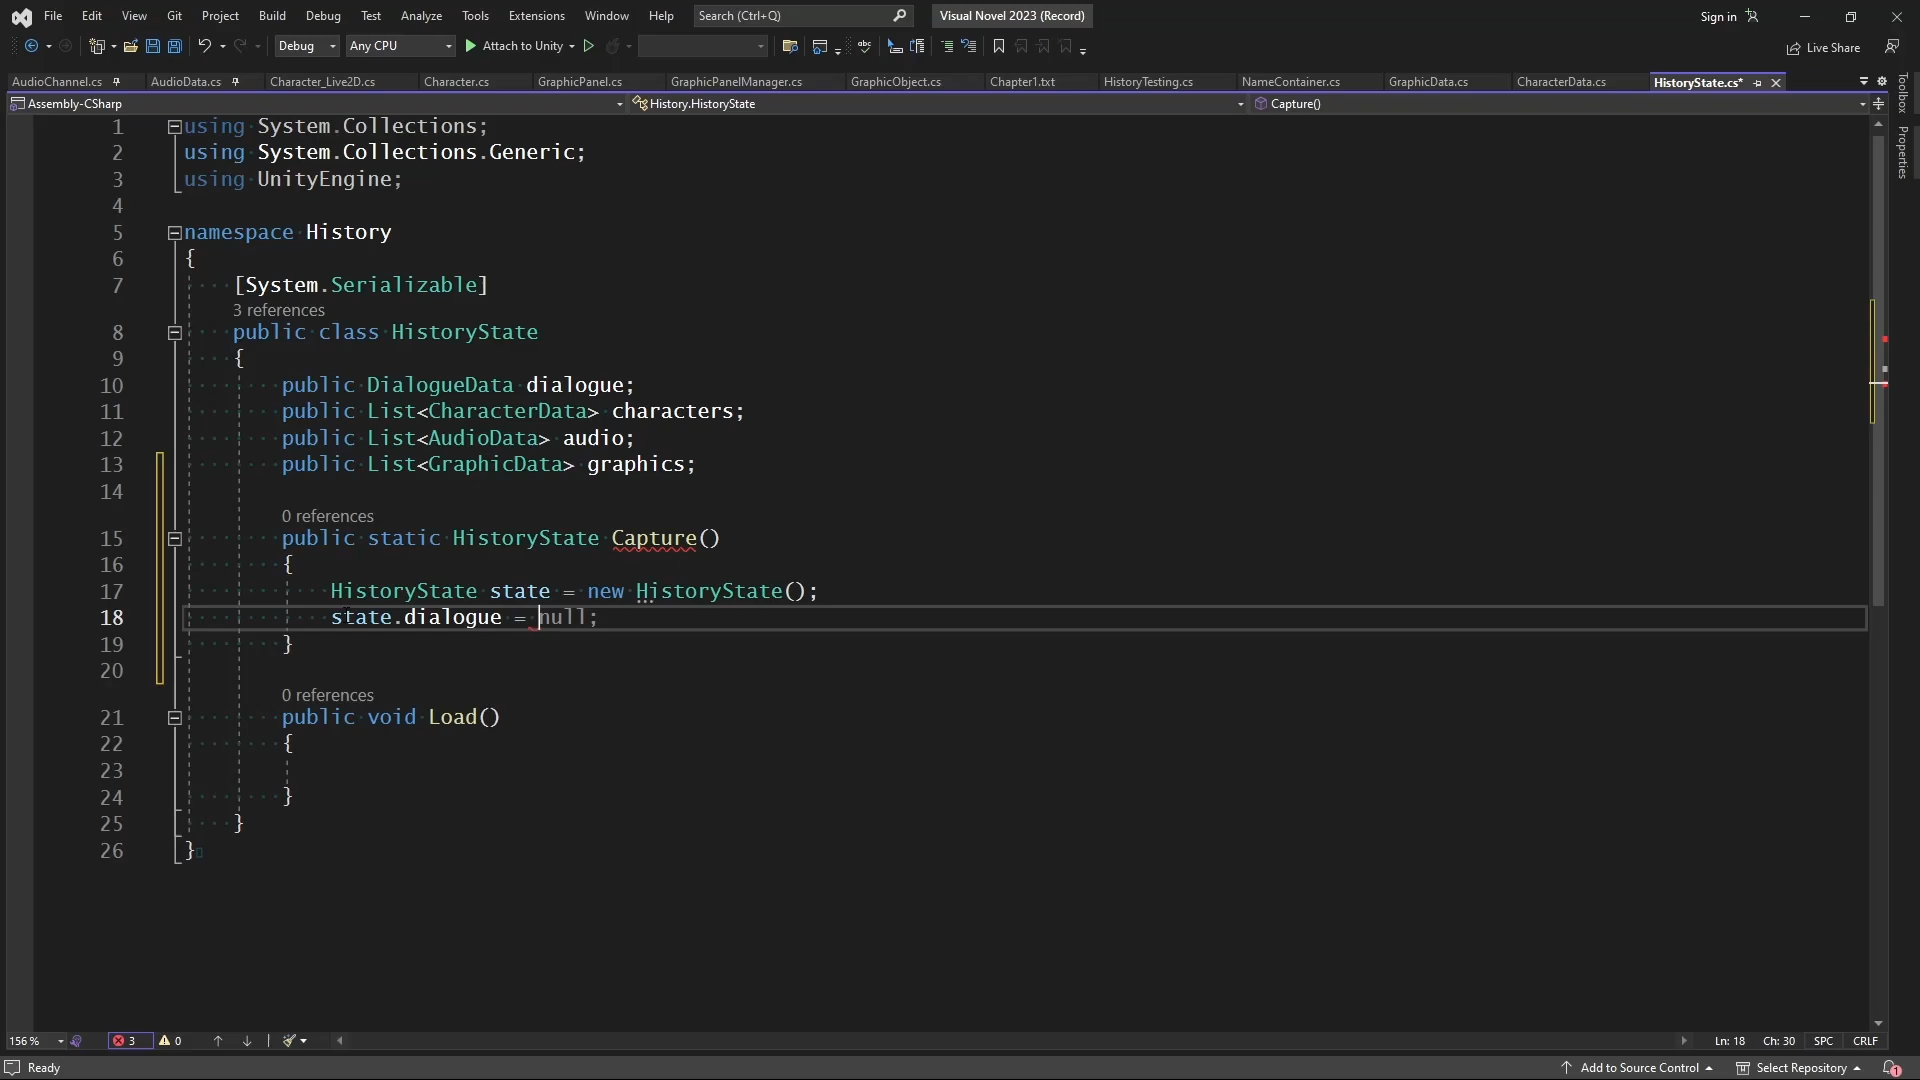 File Edit View Git Project Build Debug Test Analyze Tools Extensions Window Help Search (Ctrl+Q) Visual Novel 2023 (Record) Sign in
Debug Any CPU Attach to Unity Live Share
AudioChannel.cs AudioData.cs Character_Live2D.cs Character.cs GraphicPanel.cs GraphicPanelManager.cs GraphicObject.cs Chapter1.txt HistoryTesting.cs NameContainer.cs GraphicData.cs CharacterData.cs HistoryState.cs*
Assembly-CSharp History.HistoryState Capture()
Toolbox
Properties
1 using System.Collections;
2 using System.Collections.Generic;
3 using UnityEngine;
4
5 namespace History
6 {
7 [System.Serializable]
3 references
8 public class HistoryState
9 {
10 public DialogueData dialogue;
11 public List<CharacterData> characters;
12 public List<AudioData> audio;
13 public List<GraphicData> graphics;
14
0 references
15 public static HistoryState Capture()
16 {
17 HistoryState state = new HistoryState();
18 state.dialogue = null;
19 }
20
0 references
21 public void Load()
22 {
23
24 }
25 }
26 }
156 % 3 0 Ln: 18 Ch: 30 SPC CRLF
Ready Add to Source Control Select Repository 1